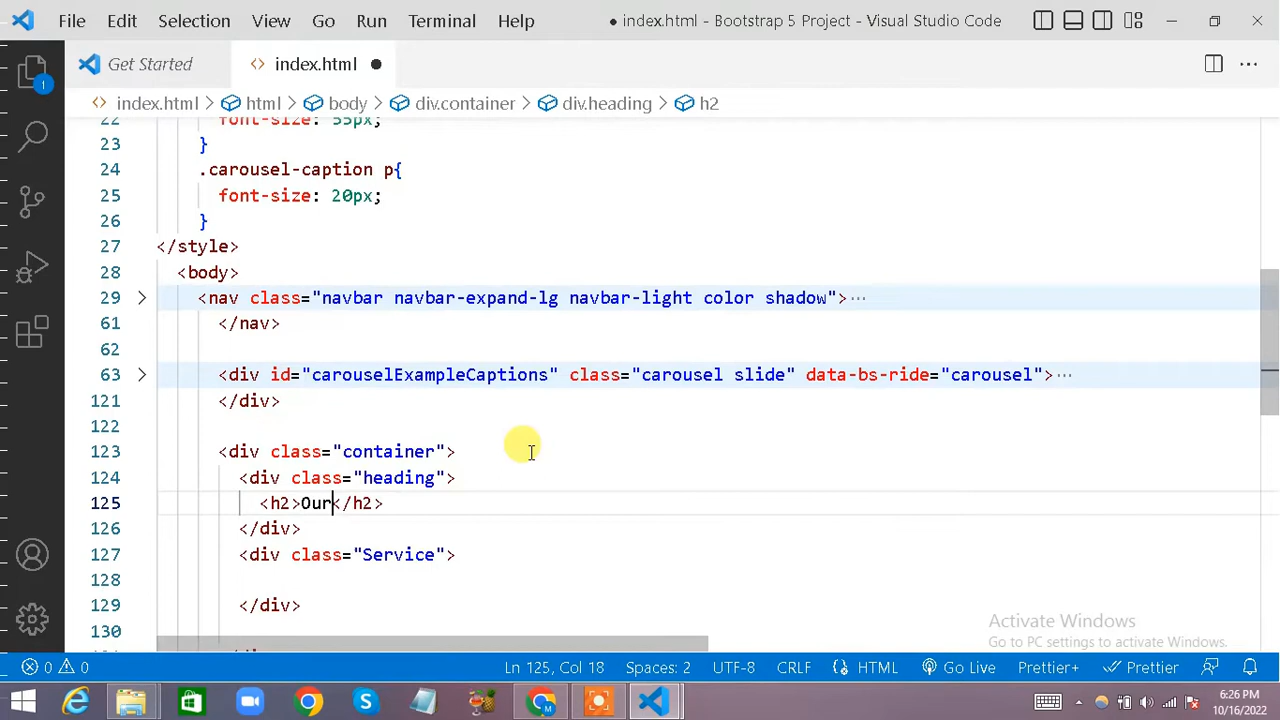 File Edit Selection View Go Run Terminal Help ● index.html - Bootstrap 5 Project - Visual Studio Code
Get Started <> index.html ●
<> index.html > html > body > div.container > div.heading > h2
22 font-size: 55px;
23 }
24 .carousel-caption p{
25 font-size: 20px;
26 }
27 </style>
28 <body>
29 <nav class="navbar navbar-expand-lg navbar-light color shadow">···
61 </nav>
62
63 <div id="carouselExampleCaptions" class="carousel slide" data-bs-ride="carousel">···
121 </div>
122
123 <div class="container">
124 <div class="heading">
125 <h2>Our</h2>
126 </div>
127 <div class="Service">
128
129 </div>
130
Activate Windows
Go to PC settings to activate Windows.
1
0 0 Ln 125, Col 18 Spaces: 2 UTF-8 CRLF HTML Go Live Prettier+ Prettier
6:26 PM
10/16/2022